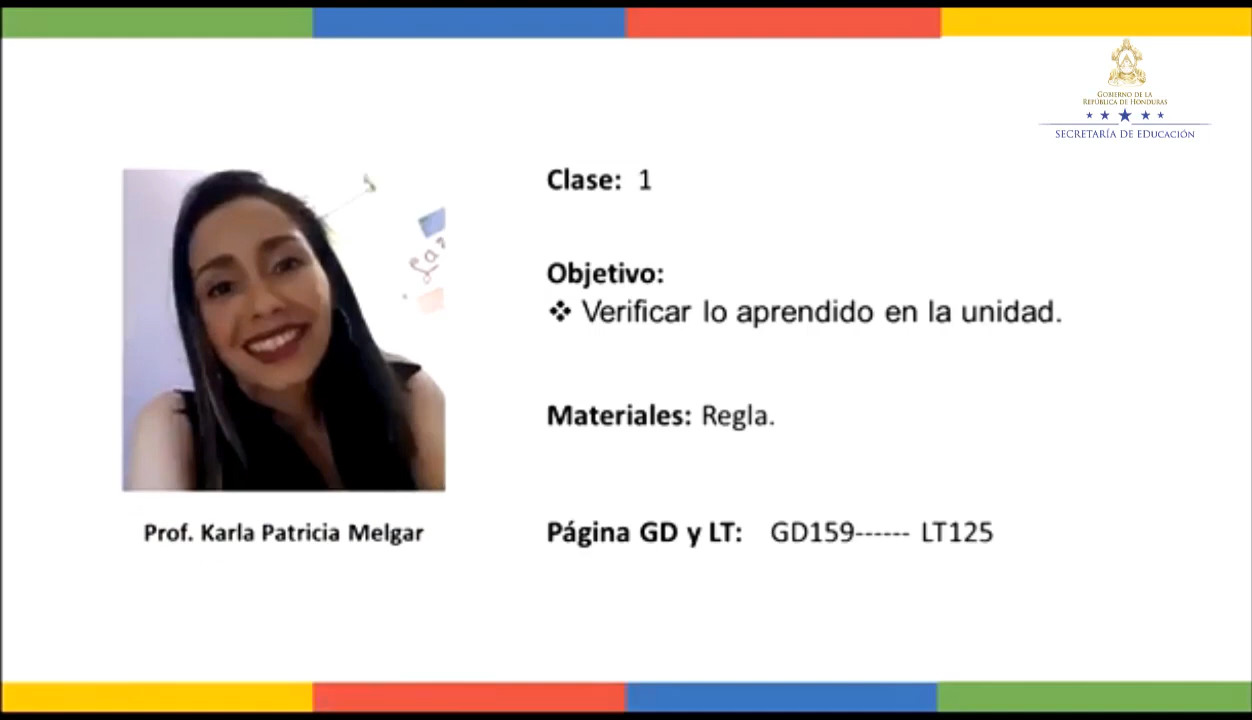 GOBIERNO DE LA
REPÚBLICA DE HONDURAS
SECRETARÍA DE EDUCACIÓN
Clase: 1
Objetivo:
❖ Verificar lo aprendido en la unidad.
Materiales: Regla.
Prof. Karla Patricia Melgar
Página GD y LT: GD159------ LT125